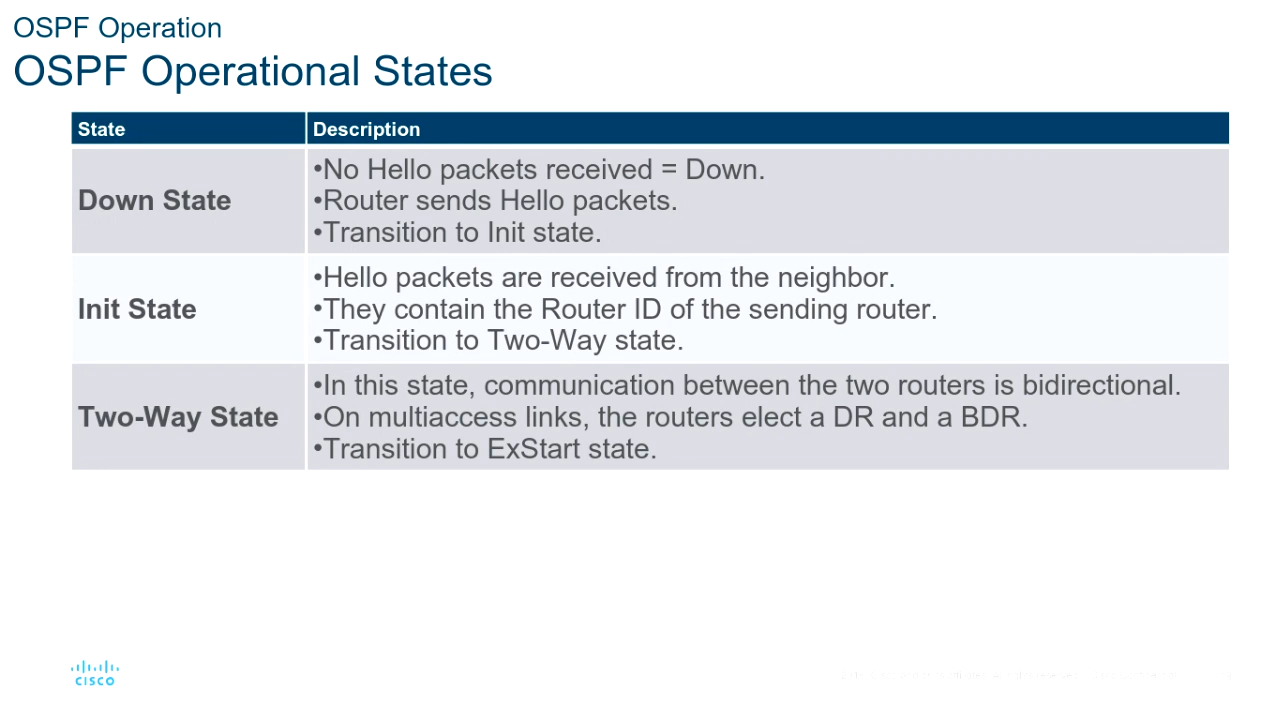 OSPF Operation
OSPF Operational States
State Description
Down State
•No Hello packets received = Down.
•Router sends Hello packets.
•Transition to Init state.
Init State
•Hello packets are received from the neighbor.
•They contain the Router ID of the sending router.
•Transition to Two-Way state.
Two-Way State
•In this state, communication between the two routers is bidirectional.
•On multiaccess links, the routers elect a DR and a BDR.
•Transition to ExStart state.
CISCO